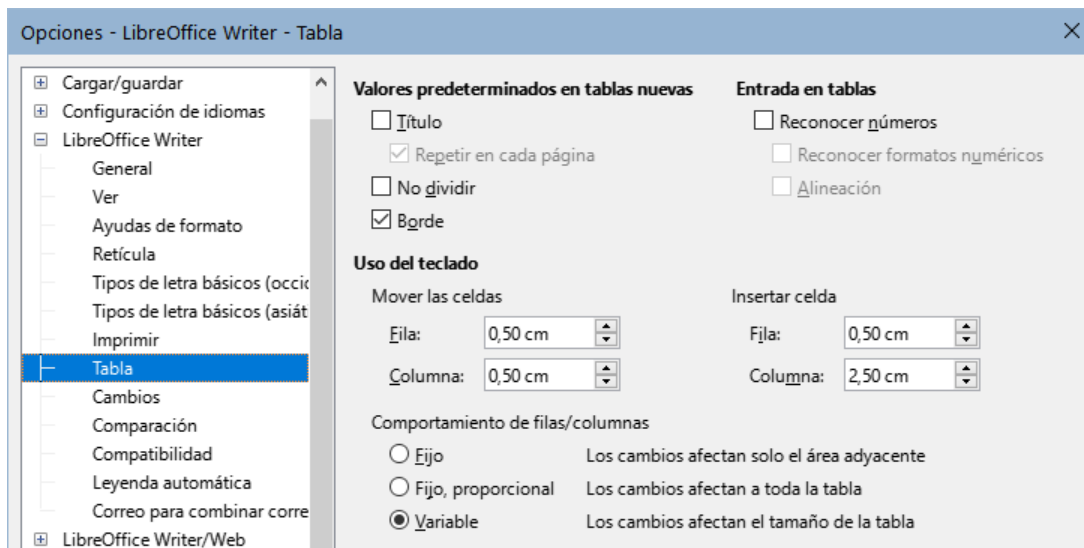 Opciones - LibreOffice Writer - Tabla
Cargar/guardar
Configuración de idiomas
LibreOffice Writer
General
Ver
Ayudas de formato
Retícula
Tipos de letra básicos (occid
Tipos de letra básicos (asiát
Imprimir
Tabla
Cambios
Comparación
Compatibilidad
Leyenda automática
Correo para combinar corre
LibreOffice Writer/Web
Valores predeterminados en tablas nuevas
Título
Repetir en cada página
No dividir
Borde
Entrada en tablas
Reconocer números
Reconocer formatos numéricos
Alineación
Uso del teclado
Mover las celdas
Fila: 0,50 cm
Columna: 0,50 cm
Insertar celda
Fila: 0,50 cm
Columna: 2,50 cm
Comportamiento de filas/columnas
Fijo Los cambios afectan solo el área adyacente
Fijo, proporcional Los cambios afectan a toda la tabla
Variable Los cambios afectan el tamaño de la tabla